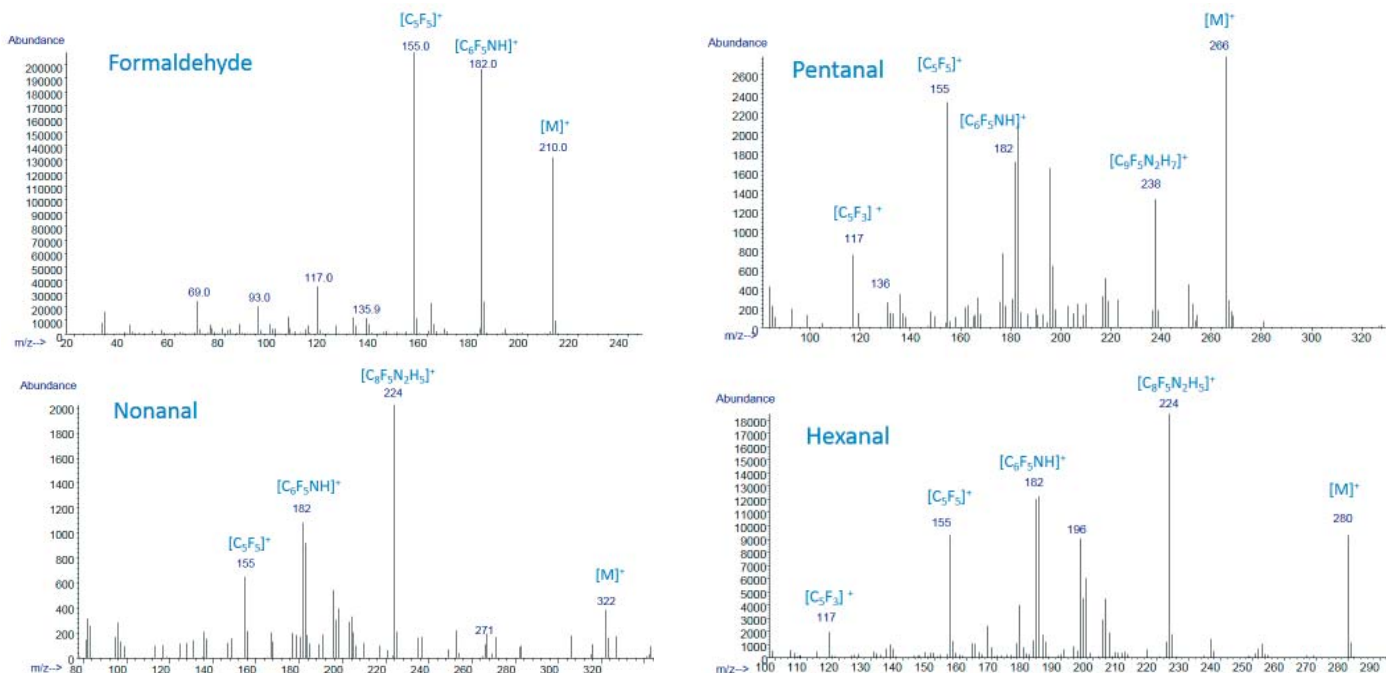 [C₅F₅]⁺
Abundance
155.0
[C₆F₅NH]⁺
182.0
Formaldehyde
200000
190000
180000
170000
160000
150000
140000
130000
120000
110000
100000
90000
80000
70000
60000
50000
40000
30000
20000
10000
0
[M]⁺
210.0
69.0
93.0
117.0
135.9
20 40 60 80 100 120 140 160 180 200 220 240
m/z-->
[M]⁺
Abundance
266
Pentanal
[C₅F₅]⁺
155
[C₆F₅NH]⁺
182
[C₉F₅N₂H₇]⁺
238
[C₅F₃] ⁺
117
136
2600
2400
2200
2000
1800
1600
1400
1200
1000
800
600
400
200
0
100 120 140 160 180 200 220 240 260 280 300 320
m/z-->
[C₈F₅N₂H₅]⁺
Abundance
224
Nonanal
[C₆F₅NH]⁺
182
[C₅F₅]⁺
155
[M]⁺
322
271
2000
1800
1600
1400
1200
1000
800
600
400
200
0
80 100 120 140 160 180 200 220 240 260 280 300 320
m/z-->
[C₈F₅N₂H₅]⁺
Abundance
224
Hexanal
[C₆F₅NH]⁺
182
[C₅F₅]⁺
155
196
[M]⁺
280
[C₅F₃] ⁺
117
18000
17000
16000
15000
14000
13000
12000
11000
10000
9000
8000
7000
6000
5000
4000
3000
2000
1000
0
100 110 120 130 140 150 160 170 180 190 200 210 220 230 240 250 260 270 280 290
m/z-->